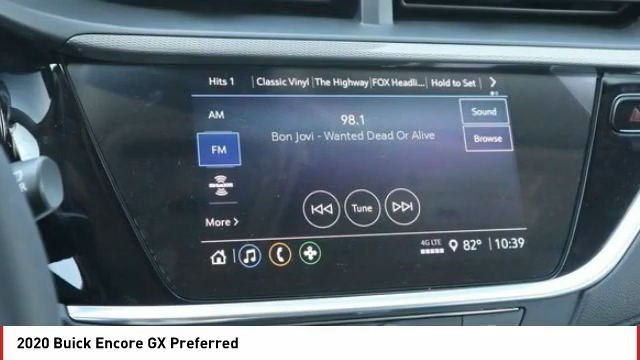 Hits 1 Classic Vinyl The Highway FOX Headli... Hold to Set >
AM
98.1
Sound
Bon Jovi - Wanted Dead Or Alive
FM
Browse
SiriusXM
Tune
More >
4G LTE 82° 10:39
2020 Buick Encore GX Preferred